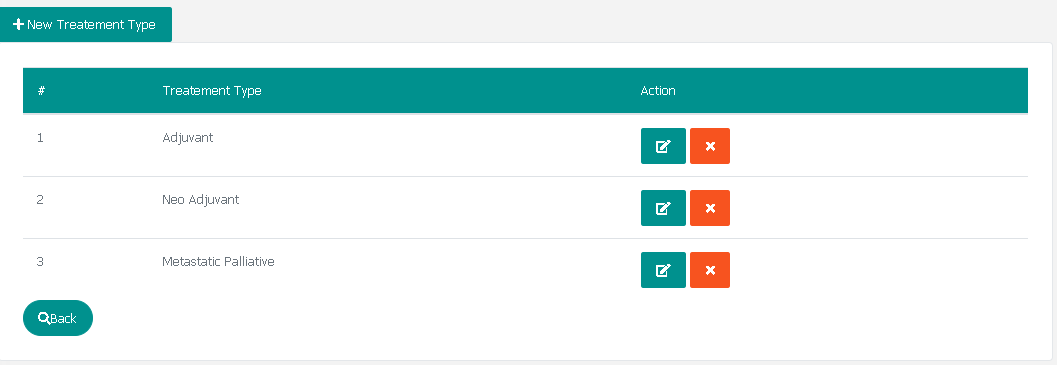 New Treatement Type
# Treatement Type Action
1 Adjuvant
2 Neo Adjuvant
3 Metastatic Palliative
Back